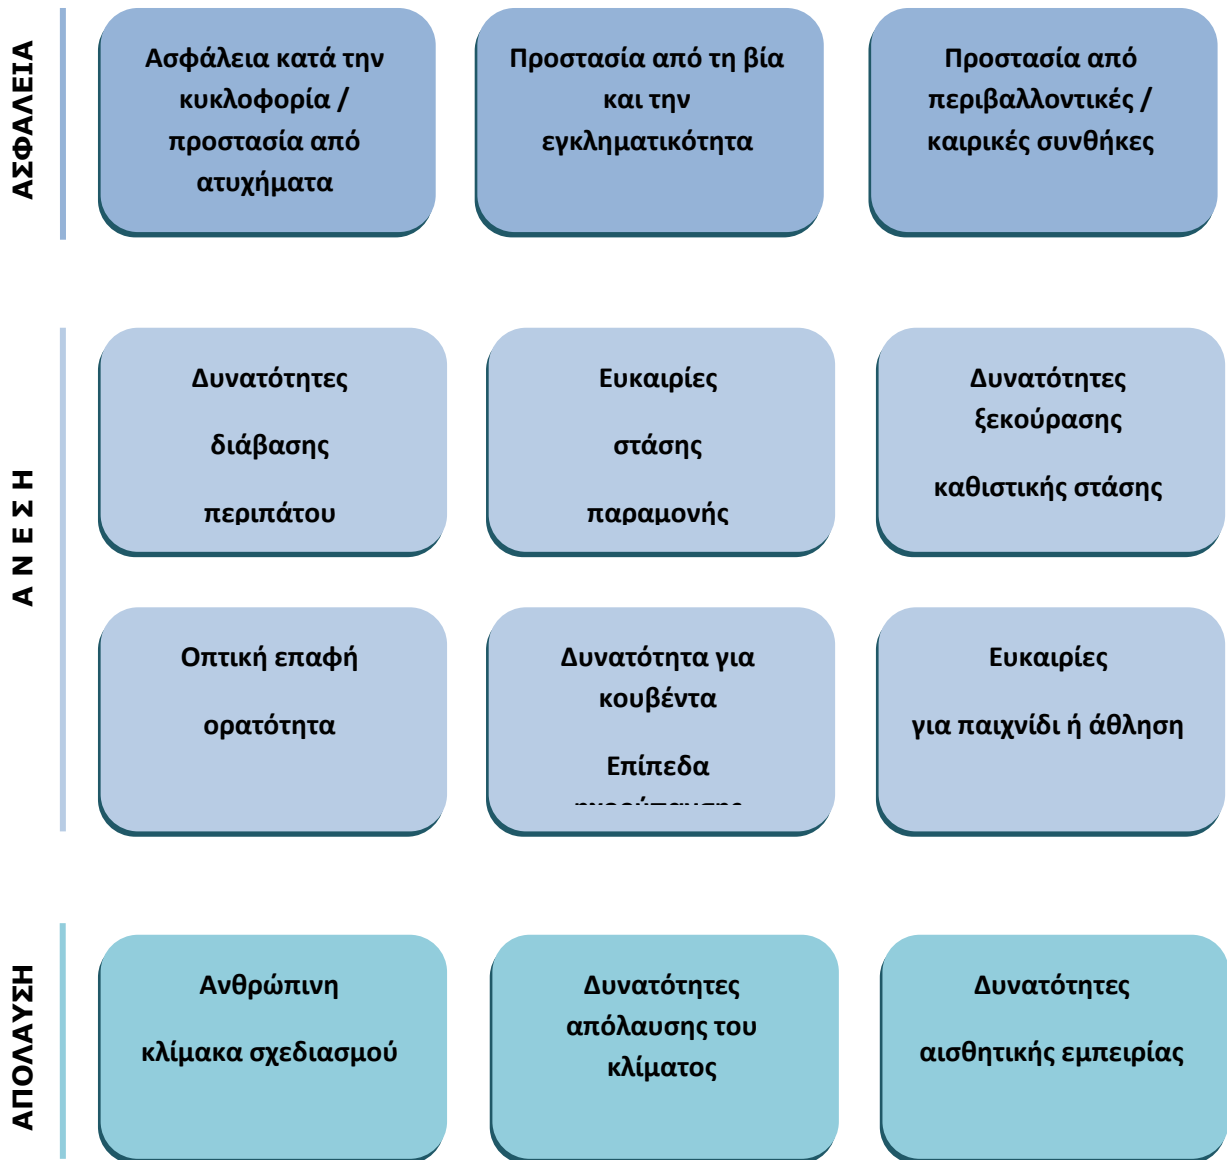 ΑΣΦΑΛΕΙΑ
Ασφάλεια κατά την
κυκλοφορία /
προστασία από
ατυχήματα
Προστασία από τη βία
και την
εγκληματικότητα
Προστασία από
περιβαλλοντικές /
καιρικές συνθήκες
Α Ν Ε Σ Η
Δυνατότητες
διάβασης
περιπάτου
Ευκαιρίες
στάσης
παραμονής
Δυνατότητες
ξεκούρασης
καθιστικής στάσης
Οπτική επαφή
ορατότητα
Δυνατότητα για
κουβέντα
Επίπεδα
Ευκαιρίες
για παιχνίδι ή άθληση
ΑΠΟΛΑΥΣΗ
Ανθρώπινη
κλίμακα σχεδιασμού
Δυνατότητες
απόλαυσης του
κλίματος
Δυνατότητες
αισθητικής εμπειρίας